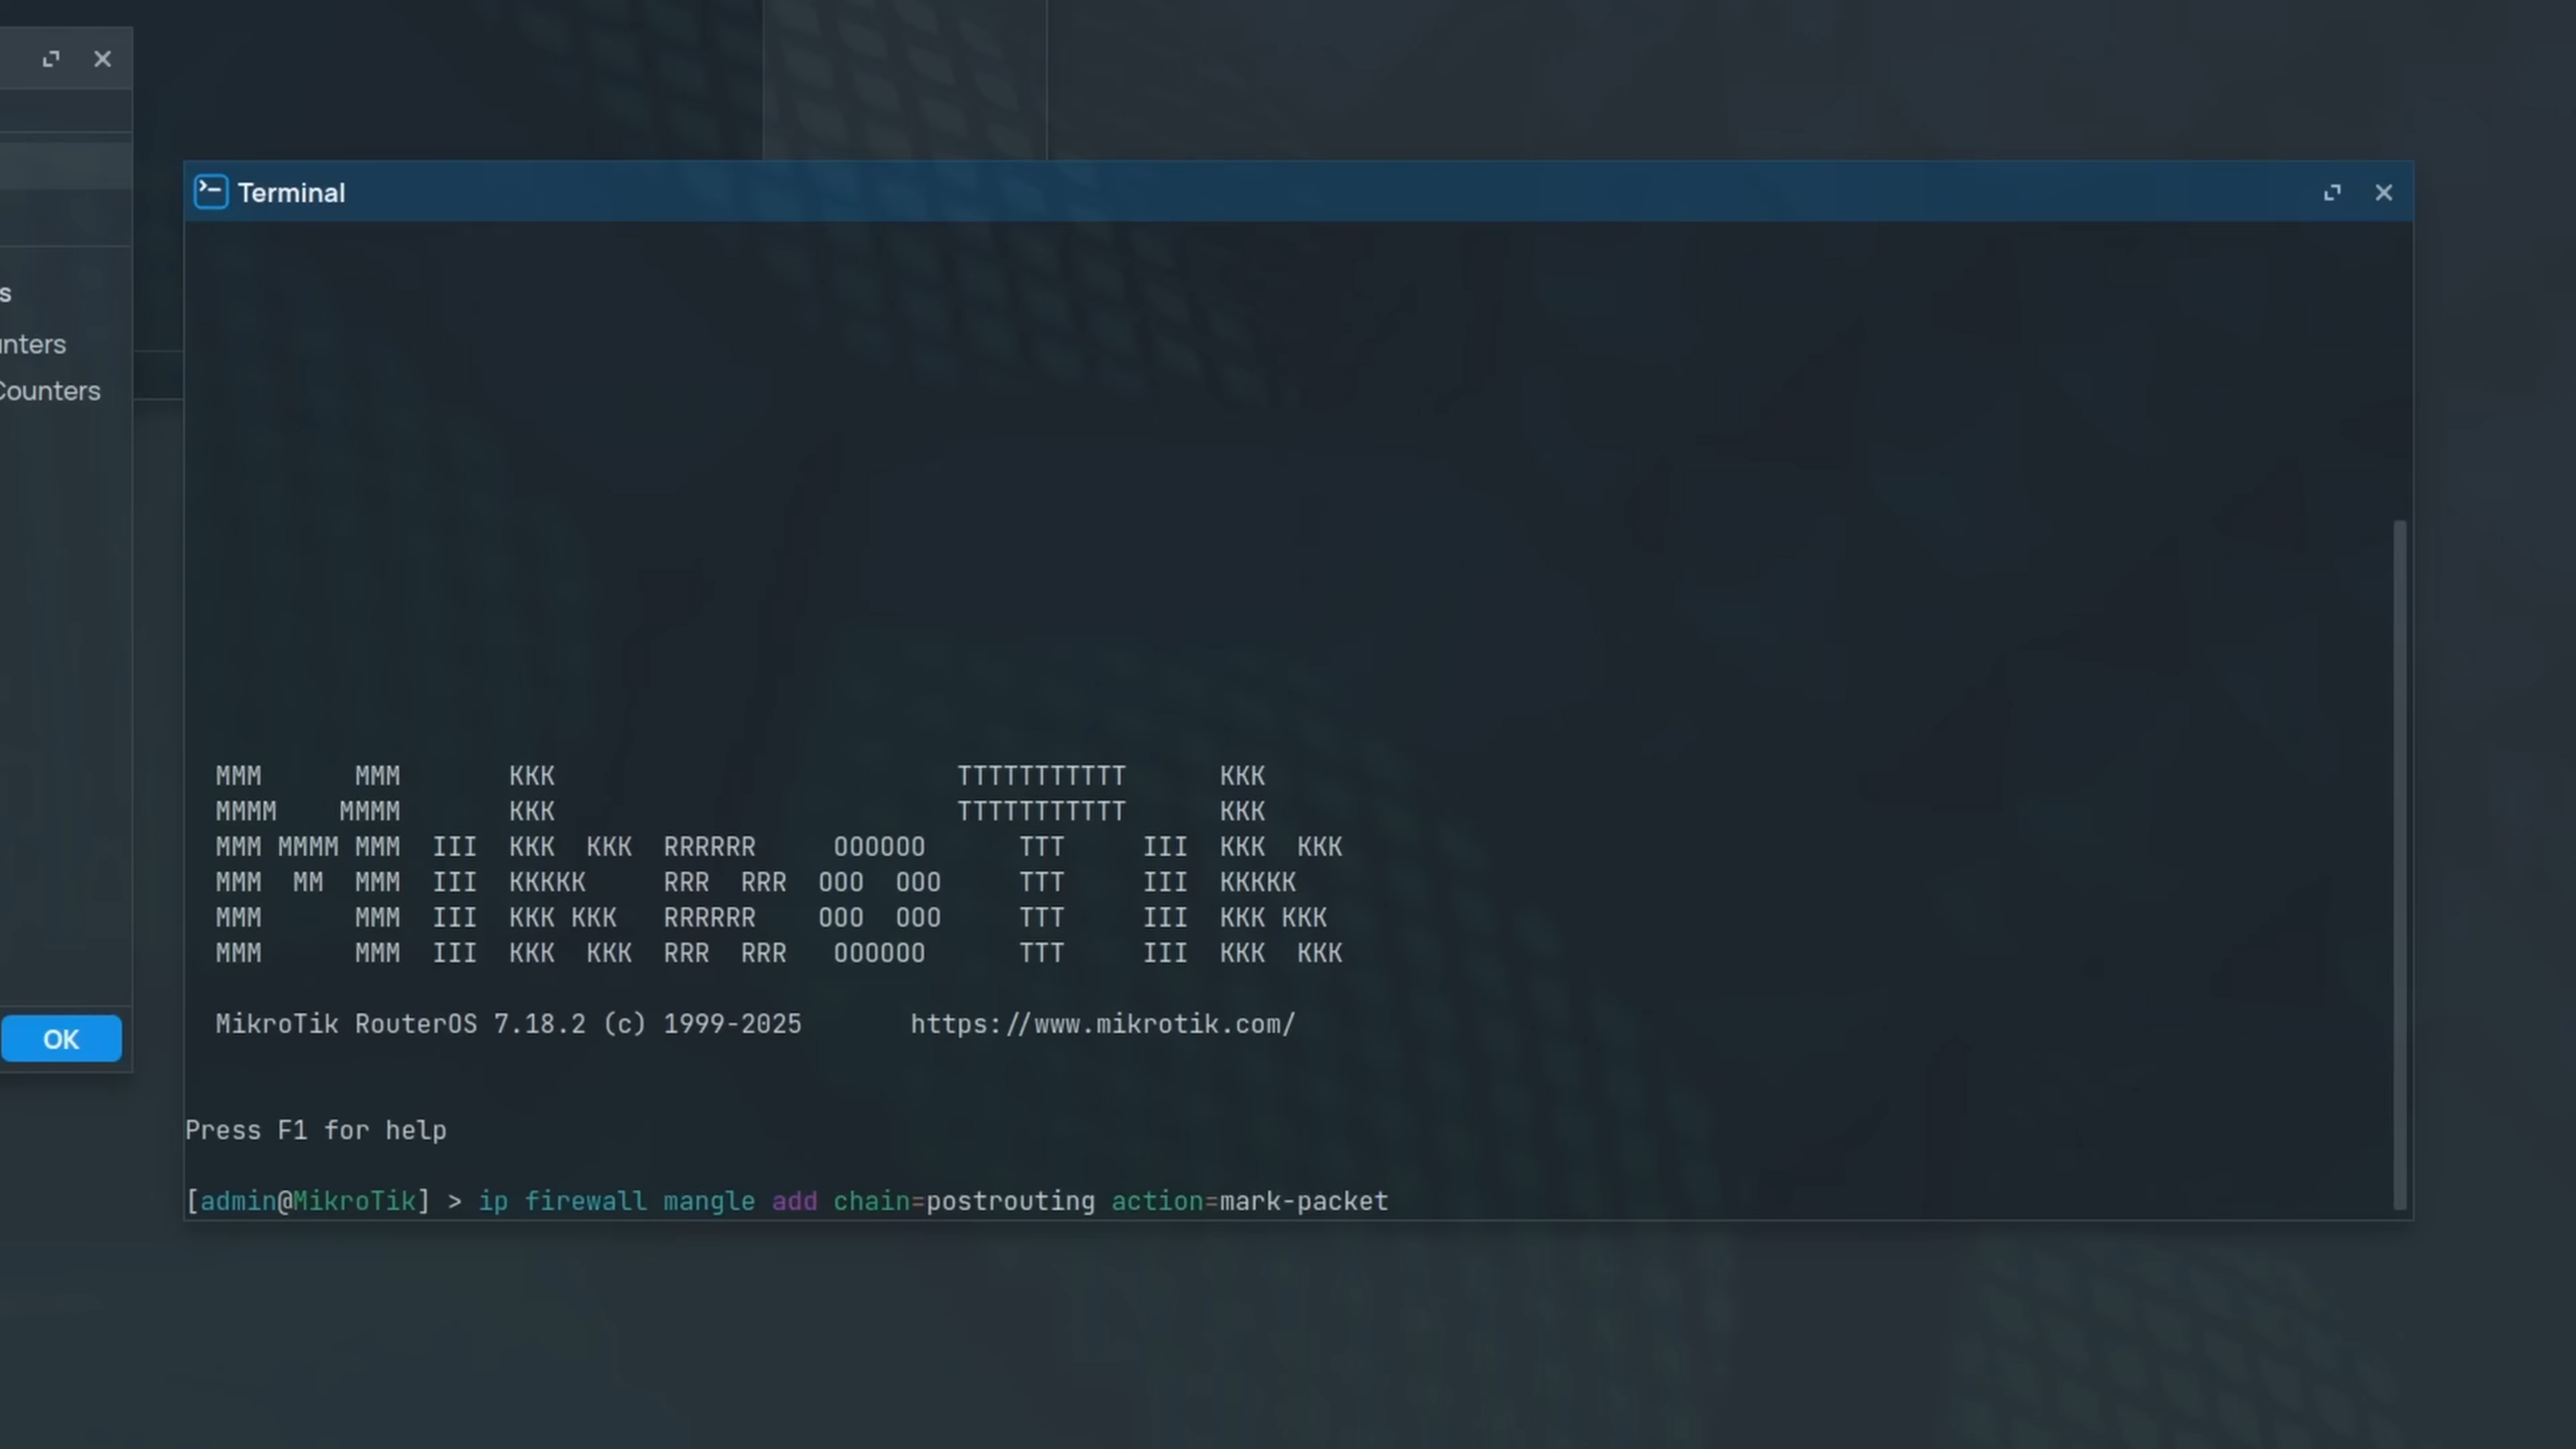 s
unters
Counters
OK
Terminal
MMM      MMM       KKK                          TTTTTTTTTTT      KKK
MMMM    MMMM       KKK                          TTTTTTTTTTT      KKK
MMM MMMM MMM  III  KKK  KKK  RRRRRR     OOOOOO      TTT     III  KKK  KKK
MMM  MM  MMM  III  KKKKK     RRR  RRR  OOO  OOO     TTT     III  KKKKK
MMM      MMM  III  KKK KKK   RRRRRR    OOO  OOO     TTT     III  KKK KKK
MMM      MMM  III  KKK  KKK  RRR  RRR   OOOOOO      TTT     III  KKK  KKK
MikroTik RouterOS 7.18.2 (c) 1999-2025       https://www.mikrotik.com/
Press F1 for help
[admin@MikroTik] > ip firewall mangle add chain=postrouting action=mark-packet